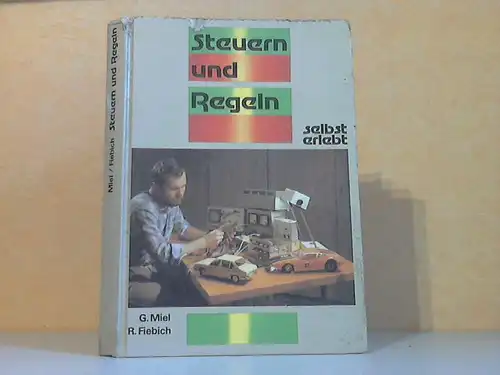 Miel / Fiebich Steuern und Regeln
Steuern
und
Regeln
selbst
erlebt
G. Miel
R. Fiebich